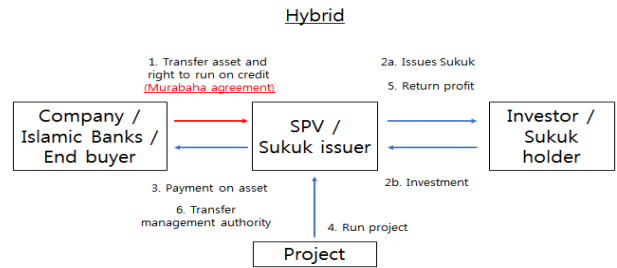 Hybrid
1. Transfer asset and
right to run on credit
(Murabaha agreement)
2a. Issues Sukuk
5. Return profit
Company /
Islamic Banks /
End buyer
SPV /
Sukuk issuer
Investor /
Sukuk
holder
3. Payment on asset
6. Transfer
management authority
2b. Investment
4. Run project
Project